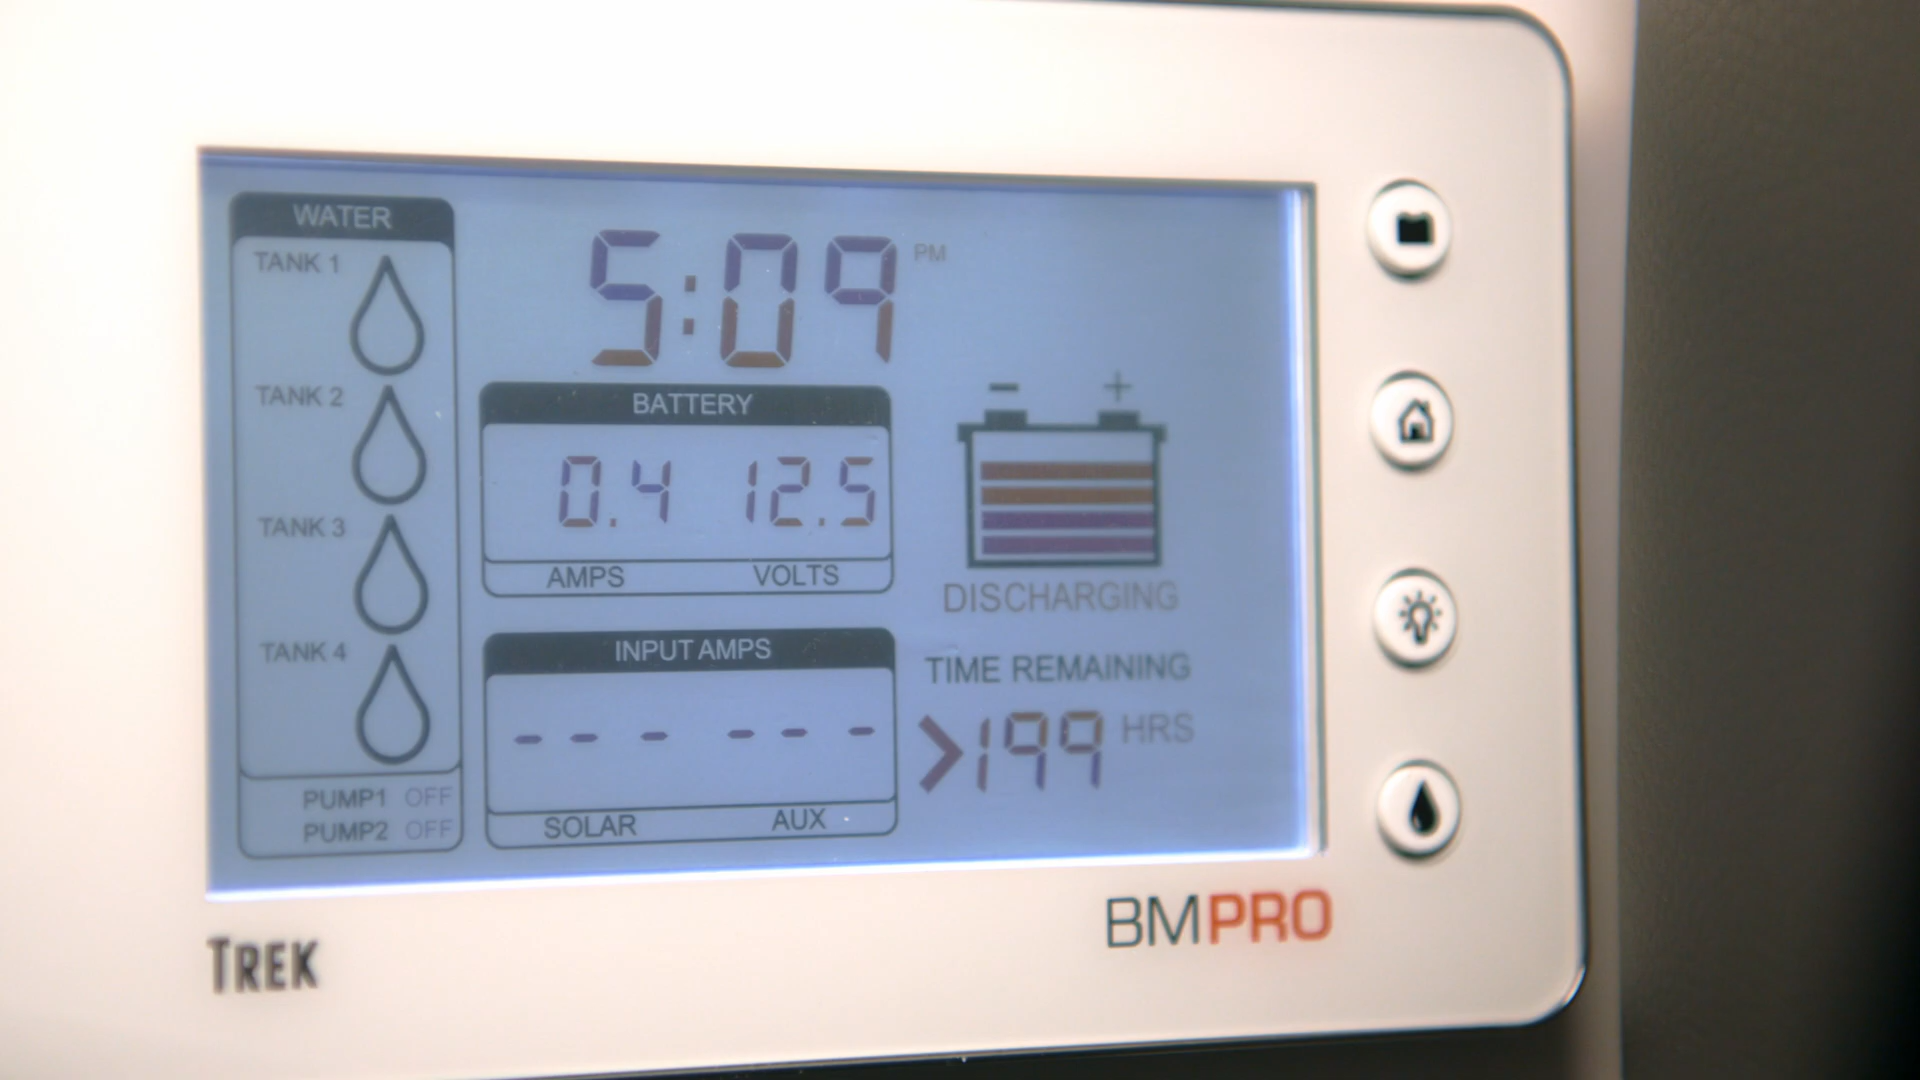 WATER
TANK 1
TANK 2
TANK 3
TANK 4
PUMP1 OFF
PUMP2 OFF
5:09 PM
BATTERY
0.4 12.5
AMPS VOLTS
INPUT AMPS
--- ---
SOLAR AUX
- +
DISCHARGING
TIME REMAINING
>199 HRS
TREK
BMPRO